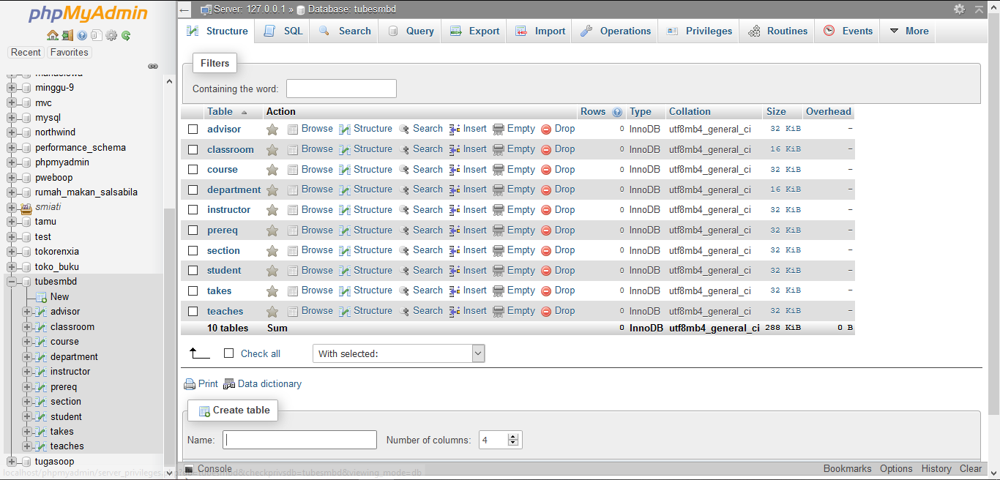 phpMyAdmin
Recent Favorites
minggu-9
mvc
mysql
northwind
performance_schema
phpmyadmin
pweboop
rumah_makan_salsabila
smiati
tamu
test
tokorenxia
toko_buku
tubesmbd
New
advisor
classroom
course
department
instructor
prereq
section
student
takes
teaches
tugasoop
Server: 127.0.0.1 » Database: tubesmbd
Structure SQL Search Query Export Import Operations Privileges Routines Events More
Filters
Containing the word:
Table Action Rows Type Collation Size Overhead
advisor Browse Structure Search Insert Empty Drop 0 InnoDB utf8mb4_general_ci 32 KiB -
classroom Browse Structure Search Insert Empty Drop 0 InnoDB utf8mb4_general_ci 16 KiB -
course Browse Structure Search Insert Empty Drop 0 InnoDB utf8mb4_general_ci 32 KiB -
department Browse Structure Search Insert Empty Drop 0 InnoDB utf8mb4_general_ci 16 KiB -
instructor Browse Structure Search Insert Empty Drop 0 InnoDB utf8mb4_general_ci 32 KiB -
prereq Browse Structure Search Insert Empty Drop 0 InnoDB utf8mb4_general_ci 32 KiB -
section Browse Structure Search Insert Empty Drop 0 InnoDB utf8mb4_general_ci 32 KiB -
student Browse Structure Search Insert Empty Drop 0 InnoDB utf8mb4_general_ci 32 KiB -
takes Browse Structure Search Insert Empty Drop 0 InnoDB utf8mb4_general_ci 32 KiB -
teaches Browse Structure Search Insert Empty Drop 0 InnoDB utf8mb4_general_ci 32 KiB -
10 tables Sum 0 InnoDB utf8mb4_general_ci 288 KiB 0 B
Check all With selected:
Print Data dictionary
Create table
Name: Number of columns: 4
Console Bookmarks Options History Clear